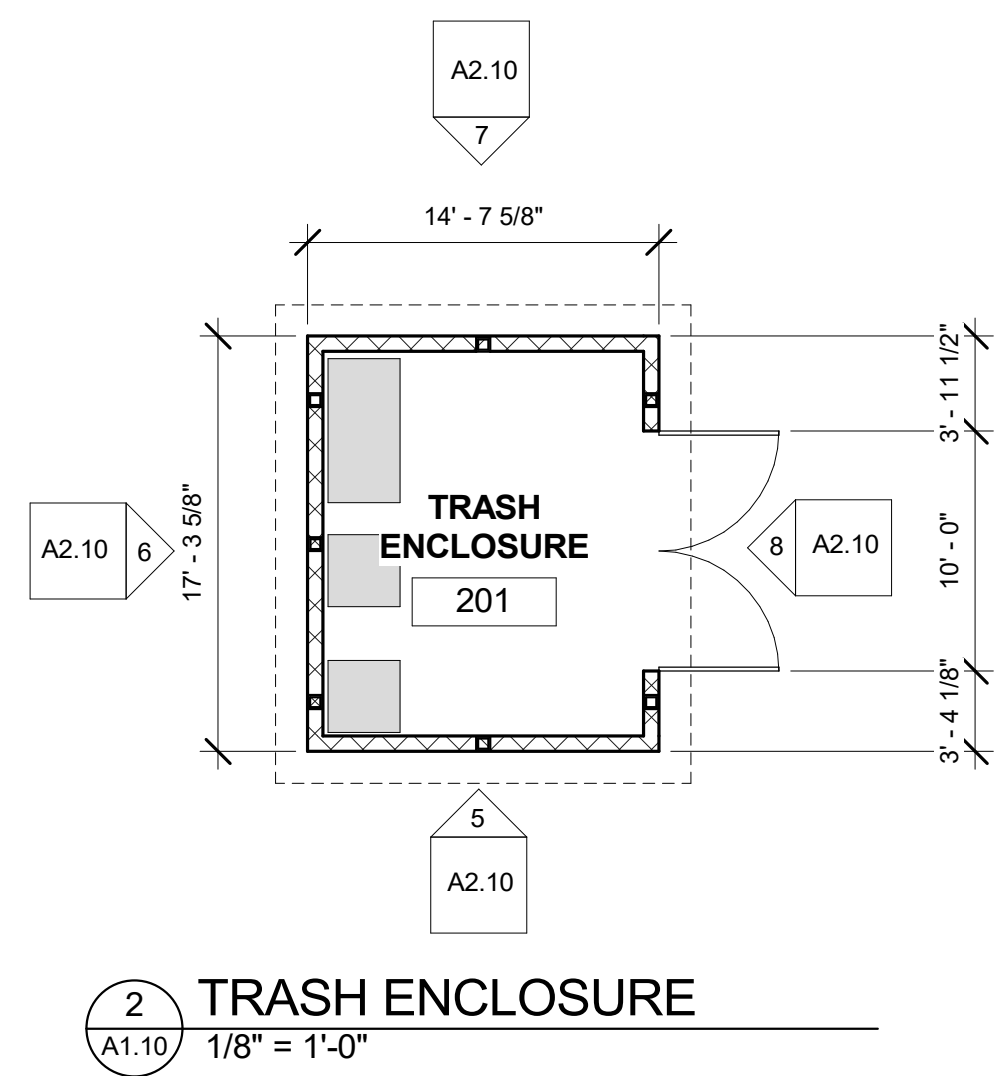 A2.10
7
14' - 7 5/8"
3' - 11 1/2"
17' - 3 5/8"
A2.10
6
TRASH
ENCLOSURE
201
8
A2.10
10' - 0"
3' - 4 1/8"
5
A2.10
2
A1.10
TRASH ENCLOSURE
1/8" = 1'-0"